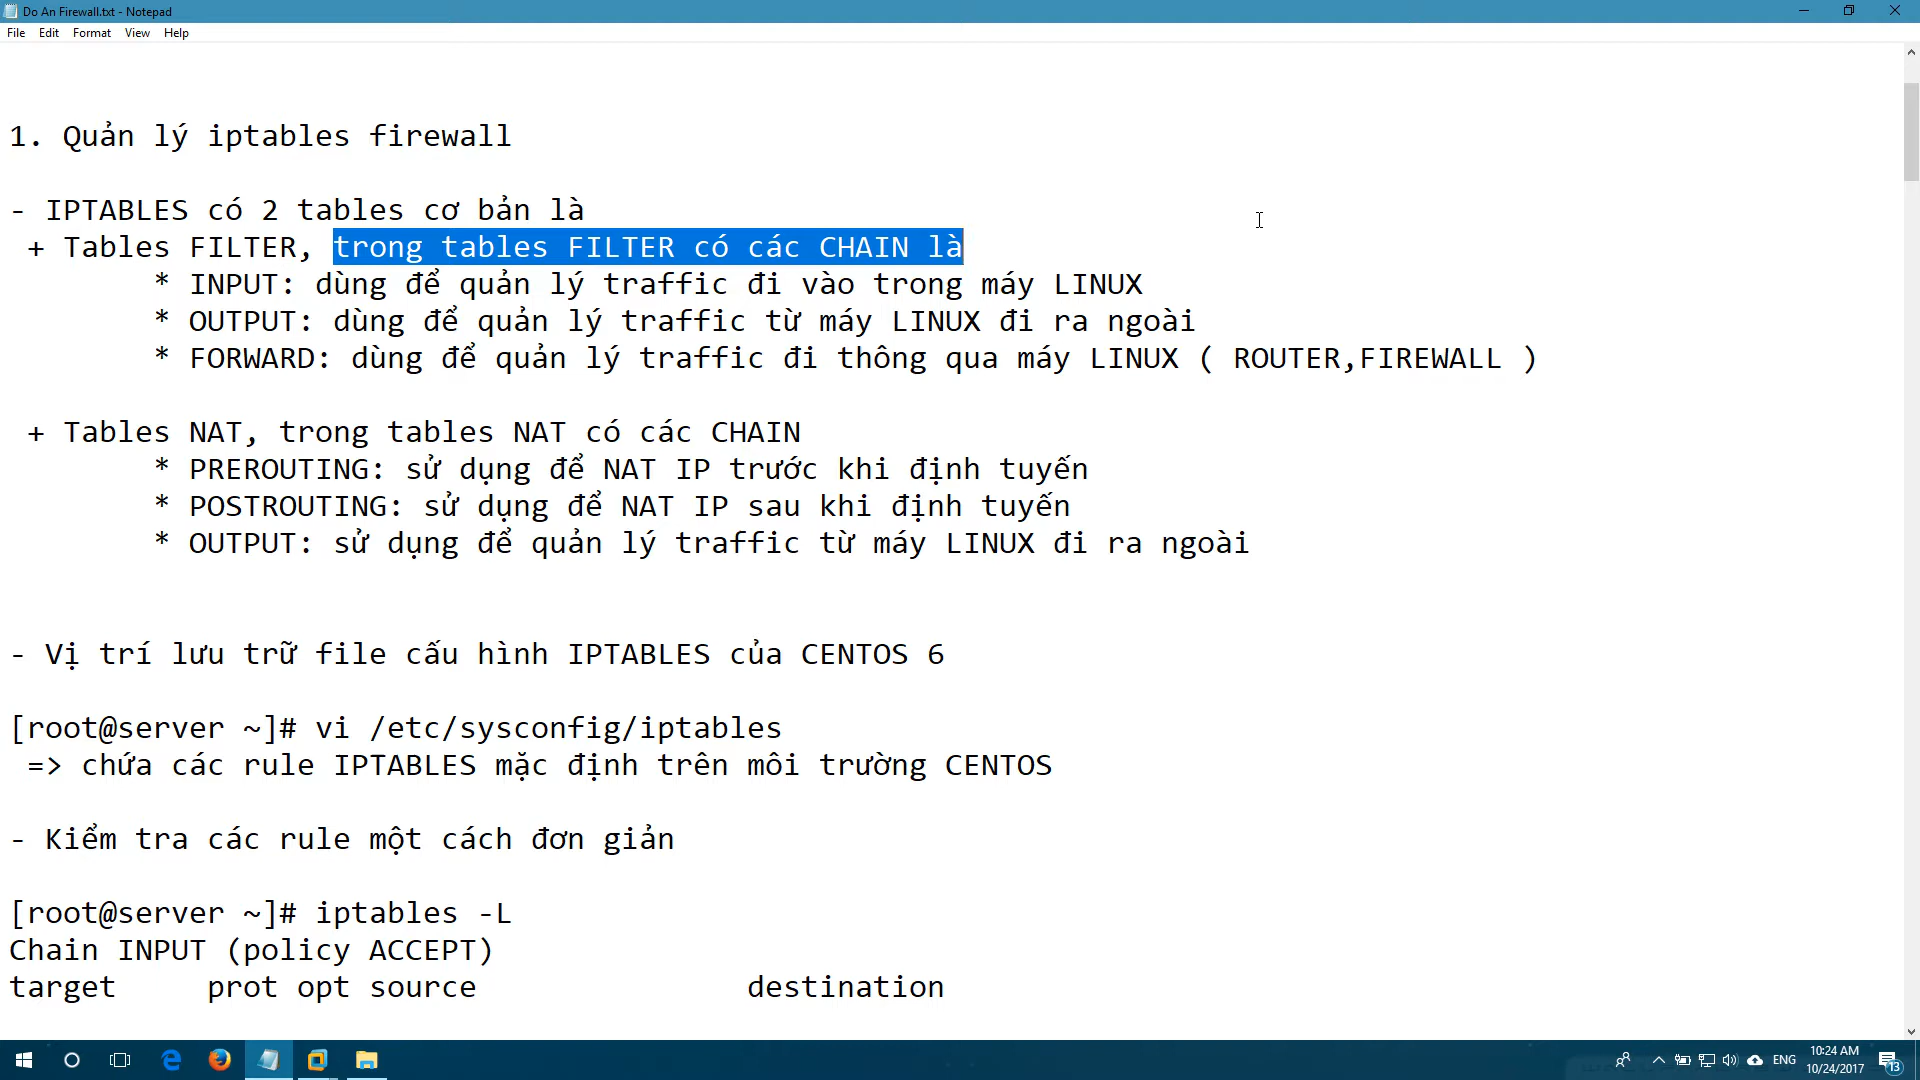 Do An Firewall.txt - Notepad
File Edit Format View Help
1. Quản lý iptables firewall
- IPTABLES có 2 tables cơ bản là
+ Tables FILTER, trong tables FILTER có các CHAIN là
* INPUT: dùng để quản lý traffic đi vào trong máy LINUX
* OUTPUT: dùng để quản lý traffic từ máy LINUX đi ra ngoài
* FORWARD: dùng để quản lý traffic đi thông qua máy LINUX ( ROUTER,FIREWALL )
+ Tables NAT, trong tables NAT có các CHAIN
* PREROUTING: sử dụng để NAT IP trước khi định tuyến
* POSTROUTING: sử dụng để NAT IP sau khi định tuyến
* OUTPUT: sử dụng để quản lý traffic từ máy LINUX đi ra ngoài
- Vị trí lưu trữ file cấu hình IPTABLES của CENTOS 6
[root@server ~]# vi /etc/sysconfig/iptables
=> chứa các rule IPTABLES mặc định trên môi trường CENTOS
- Kiểm tra các rule một cách đơn giản
[root@server ~]# iptables -L
Chain INPUT (policy ACCEPT)
target prot opt source destination
ENG
10:24 AM
10/24/2017
13